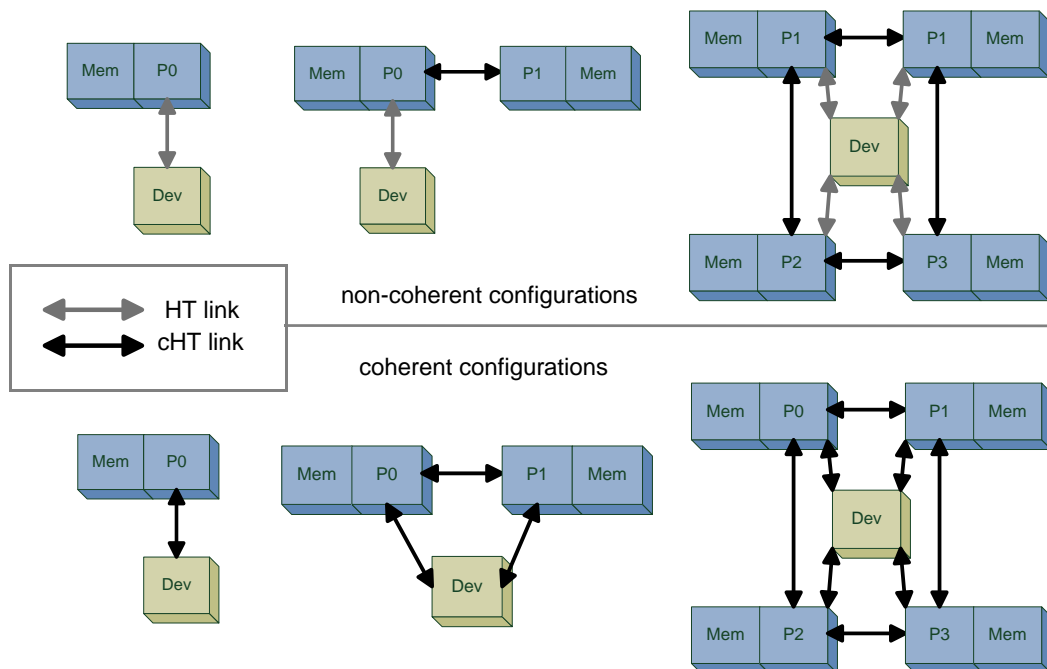 Mem P1 P1 Mem
Mem P0
Mem P0 P1 Mem
Dev
Dev
Dev
Mem P2 P3 Mem
HT link
cHT link
non-coherent configurations
coherent configurations
Mem P0 P1 Mem
Mem P0
Mem P0 P1 Mem
Dev
Dev
Dev
Mem P2 P3 Mem